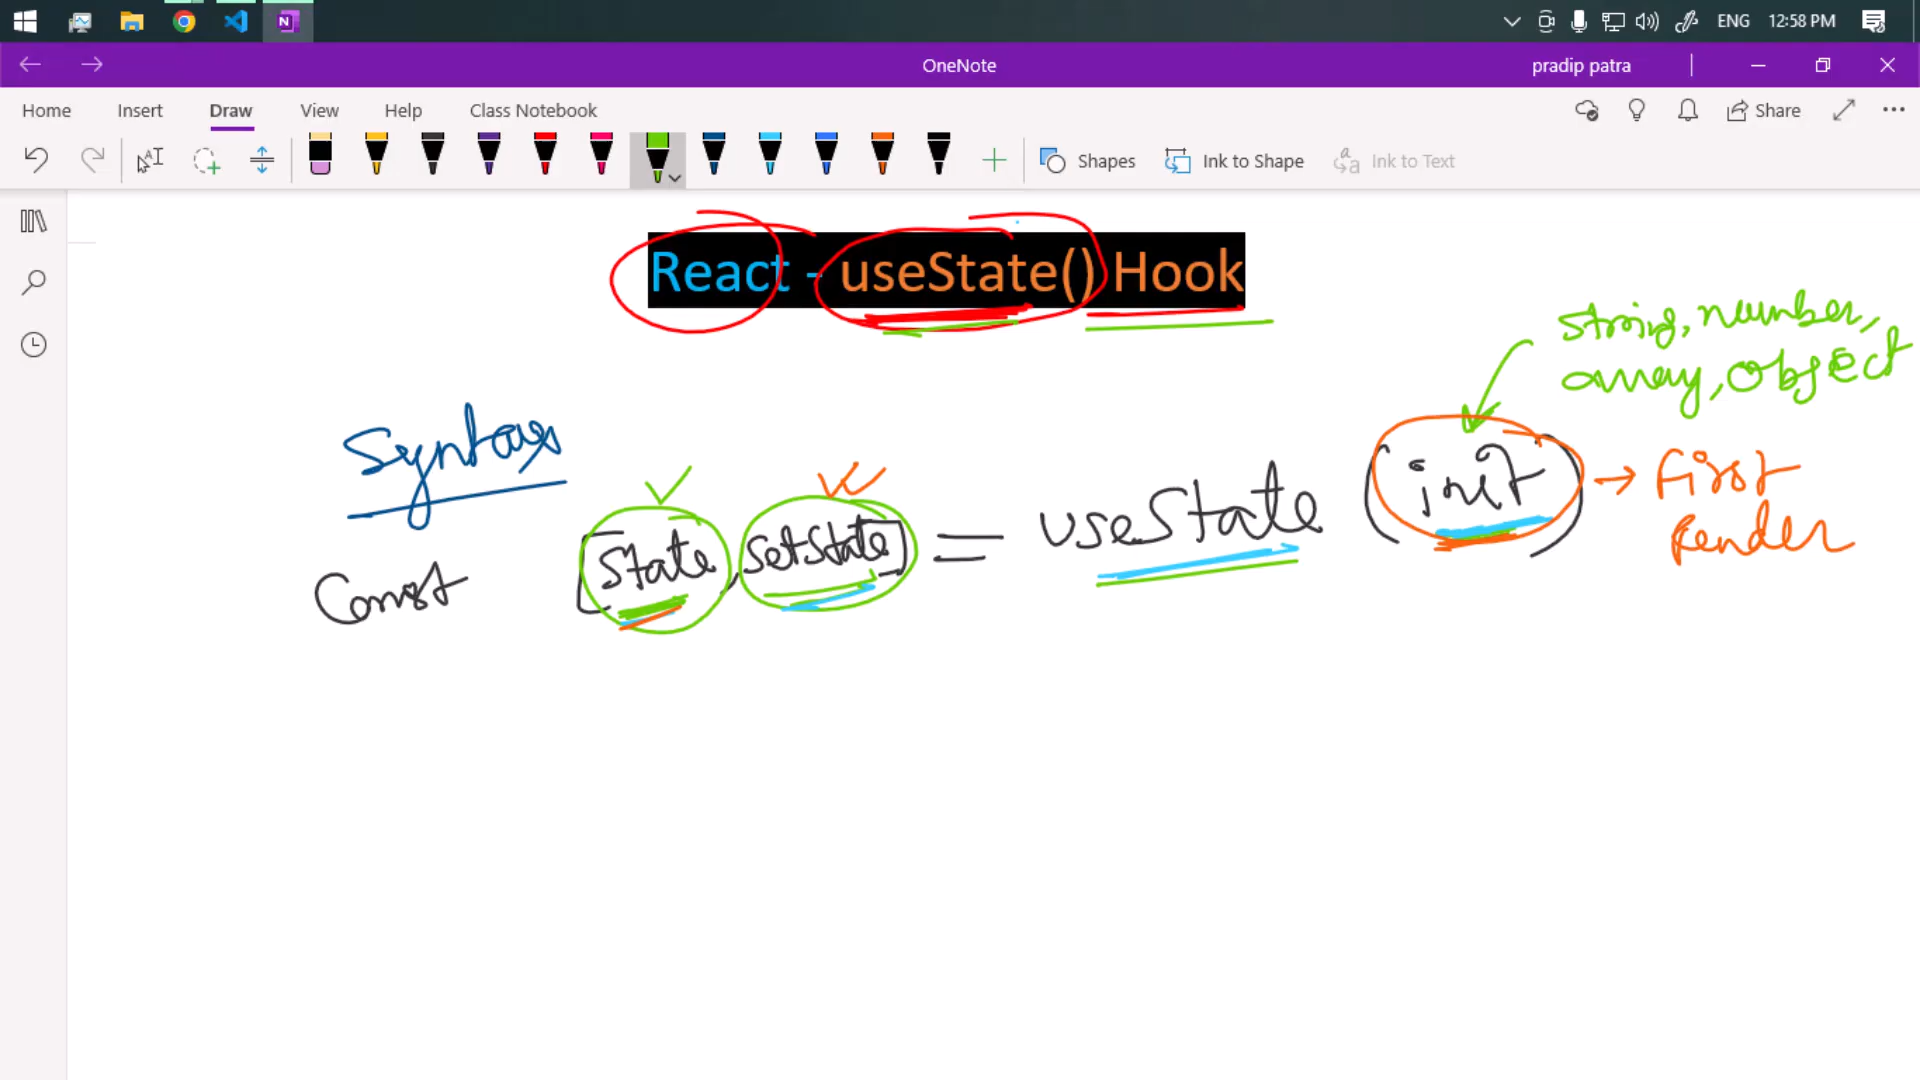 ENG 12:58 PM
OneNote
pradip patra
Home Insert Draw View Help Class Notebook
Share
Shapes Ink to Shape Ink to Text
React - useState() Hook
string, number,
array, object
Syntax
Const [state, setState] = useState (init) → First
Render